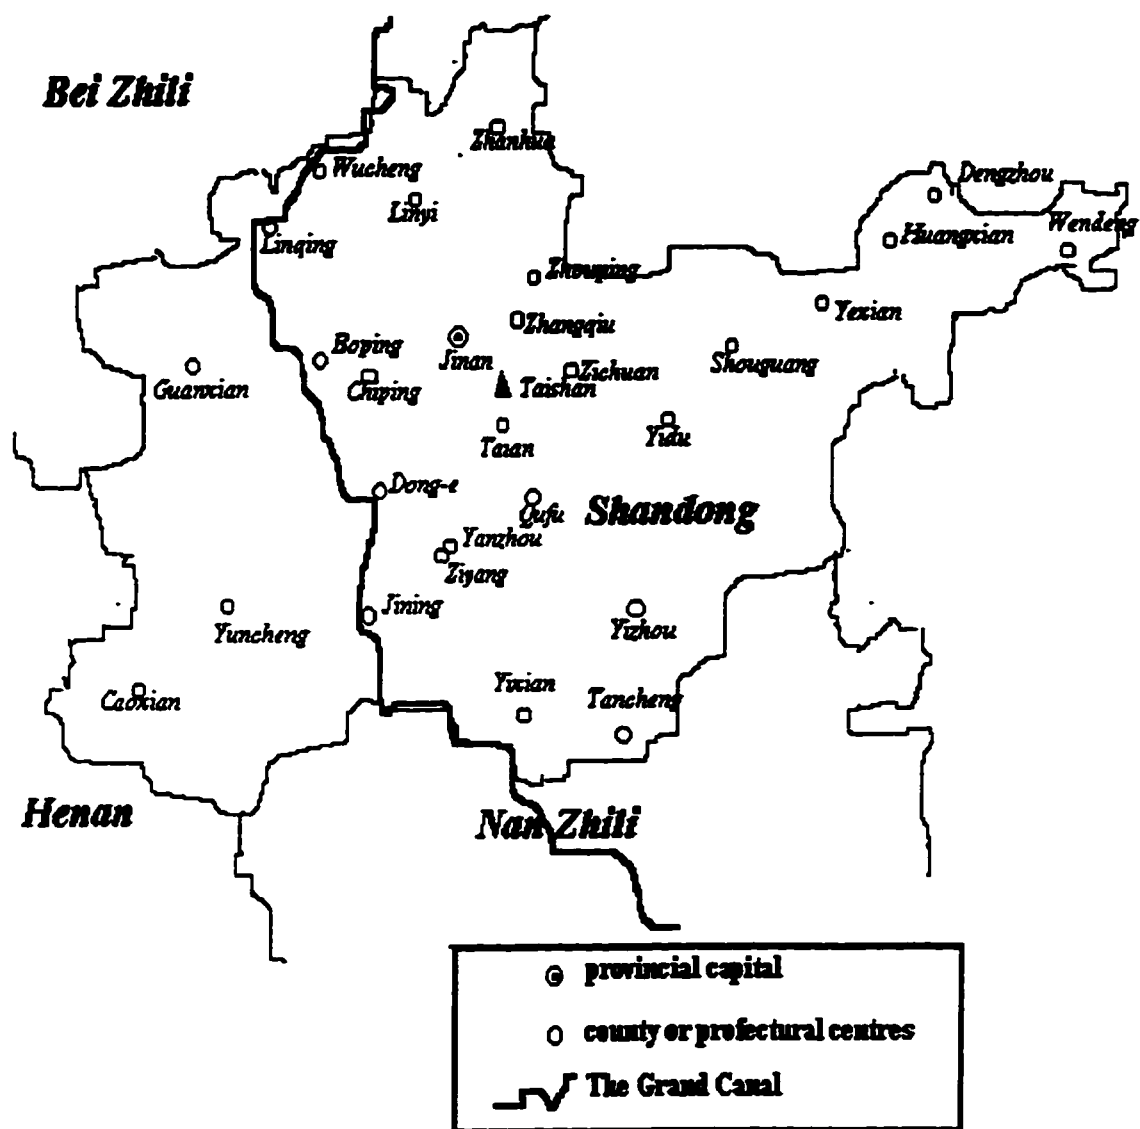 Bei Zhili
Zhanhua
Wucheng
Dengzhou
Linyi
Wendeng
Linqing
Huangxian
Zhouping
Zhangqiu
Yexian
Boping
Jinan
Shouguang
Guanxian
Chiping
Taishan
Zichuan
Taian
Yidu
Dong-e
Qufu
Shandong
Yanzhou
Ziyang
Jining
Yuncheng
Yizhou
Caoxian
Yixian
Tancheng
Henan
Nan Zhili
provincial capital
county or profectural centres
The Grand Canal